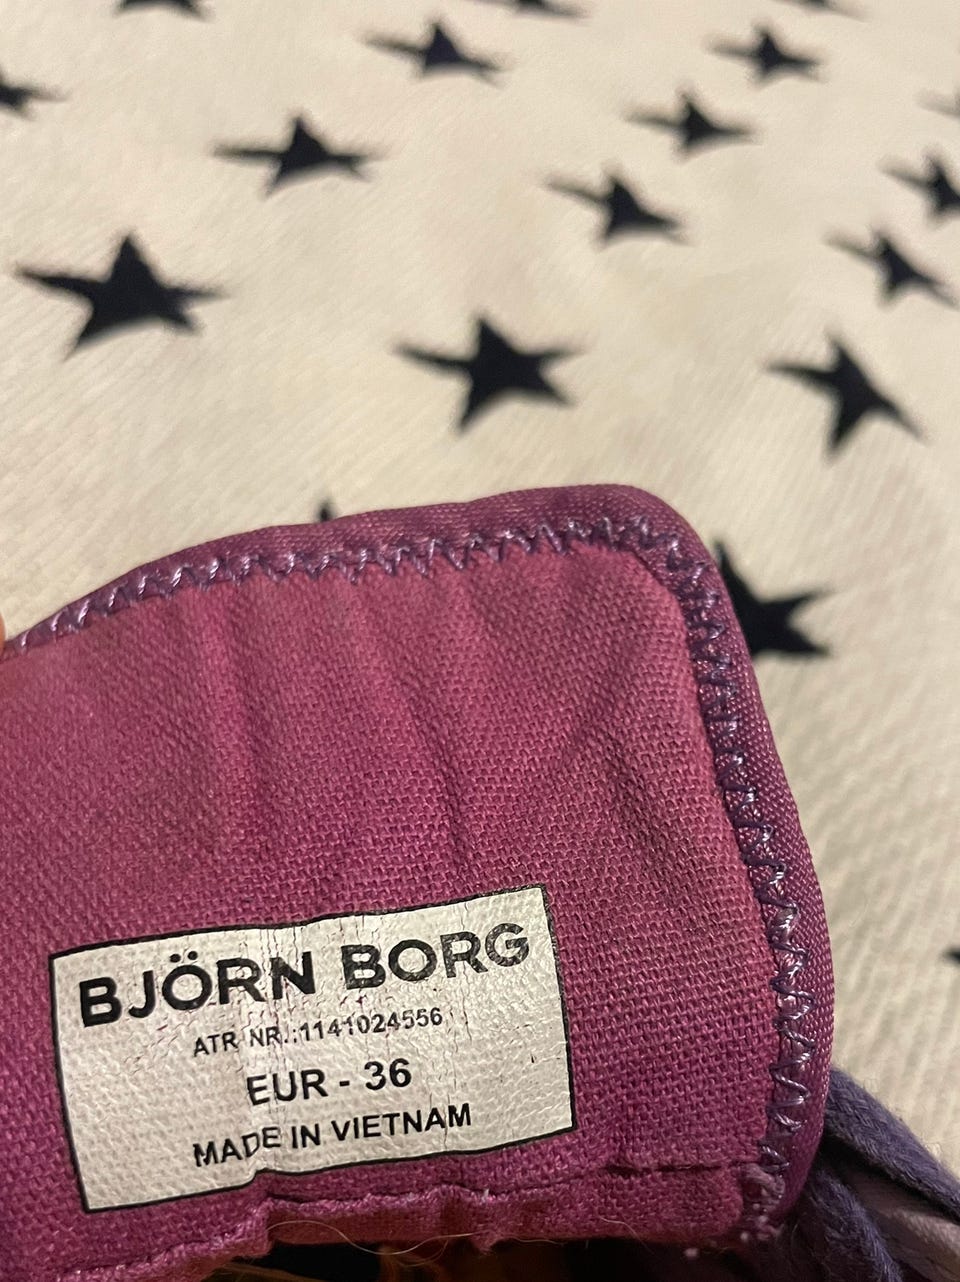 BJÖRN BORG
ATR NR.:1141024556
EUR - 36
MADE IN VIETNAM